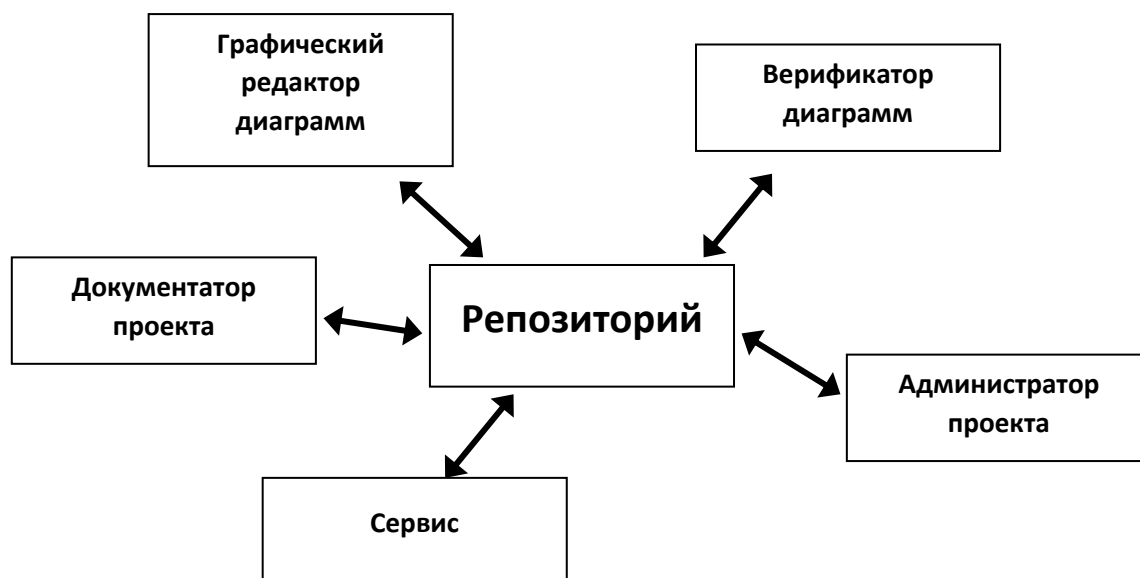 Графический
редактор
диаграмм
Верификатор
диаграмм
Документатор
проекта
Репозиторий
Администратор
проекта
Сервис